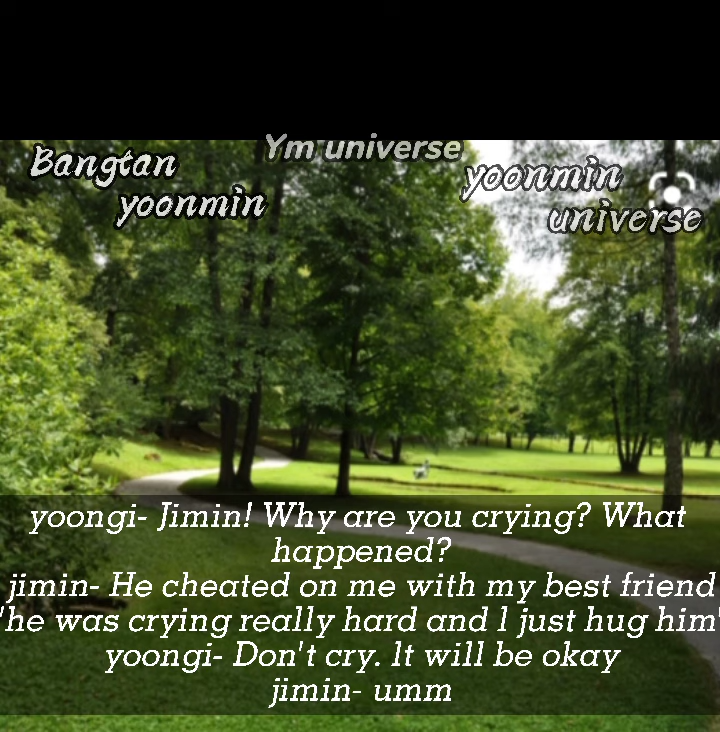 Ym universe
Bangtan
yoonmin
yoonmin
universe
yoongi- Jimin! Why are you crying? What
happened?
jimin- He cheated on me with my best friend
'he was crying really hard and I just hug him'
yoongi- Don't cry. It will be okay
jimin- umm